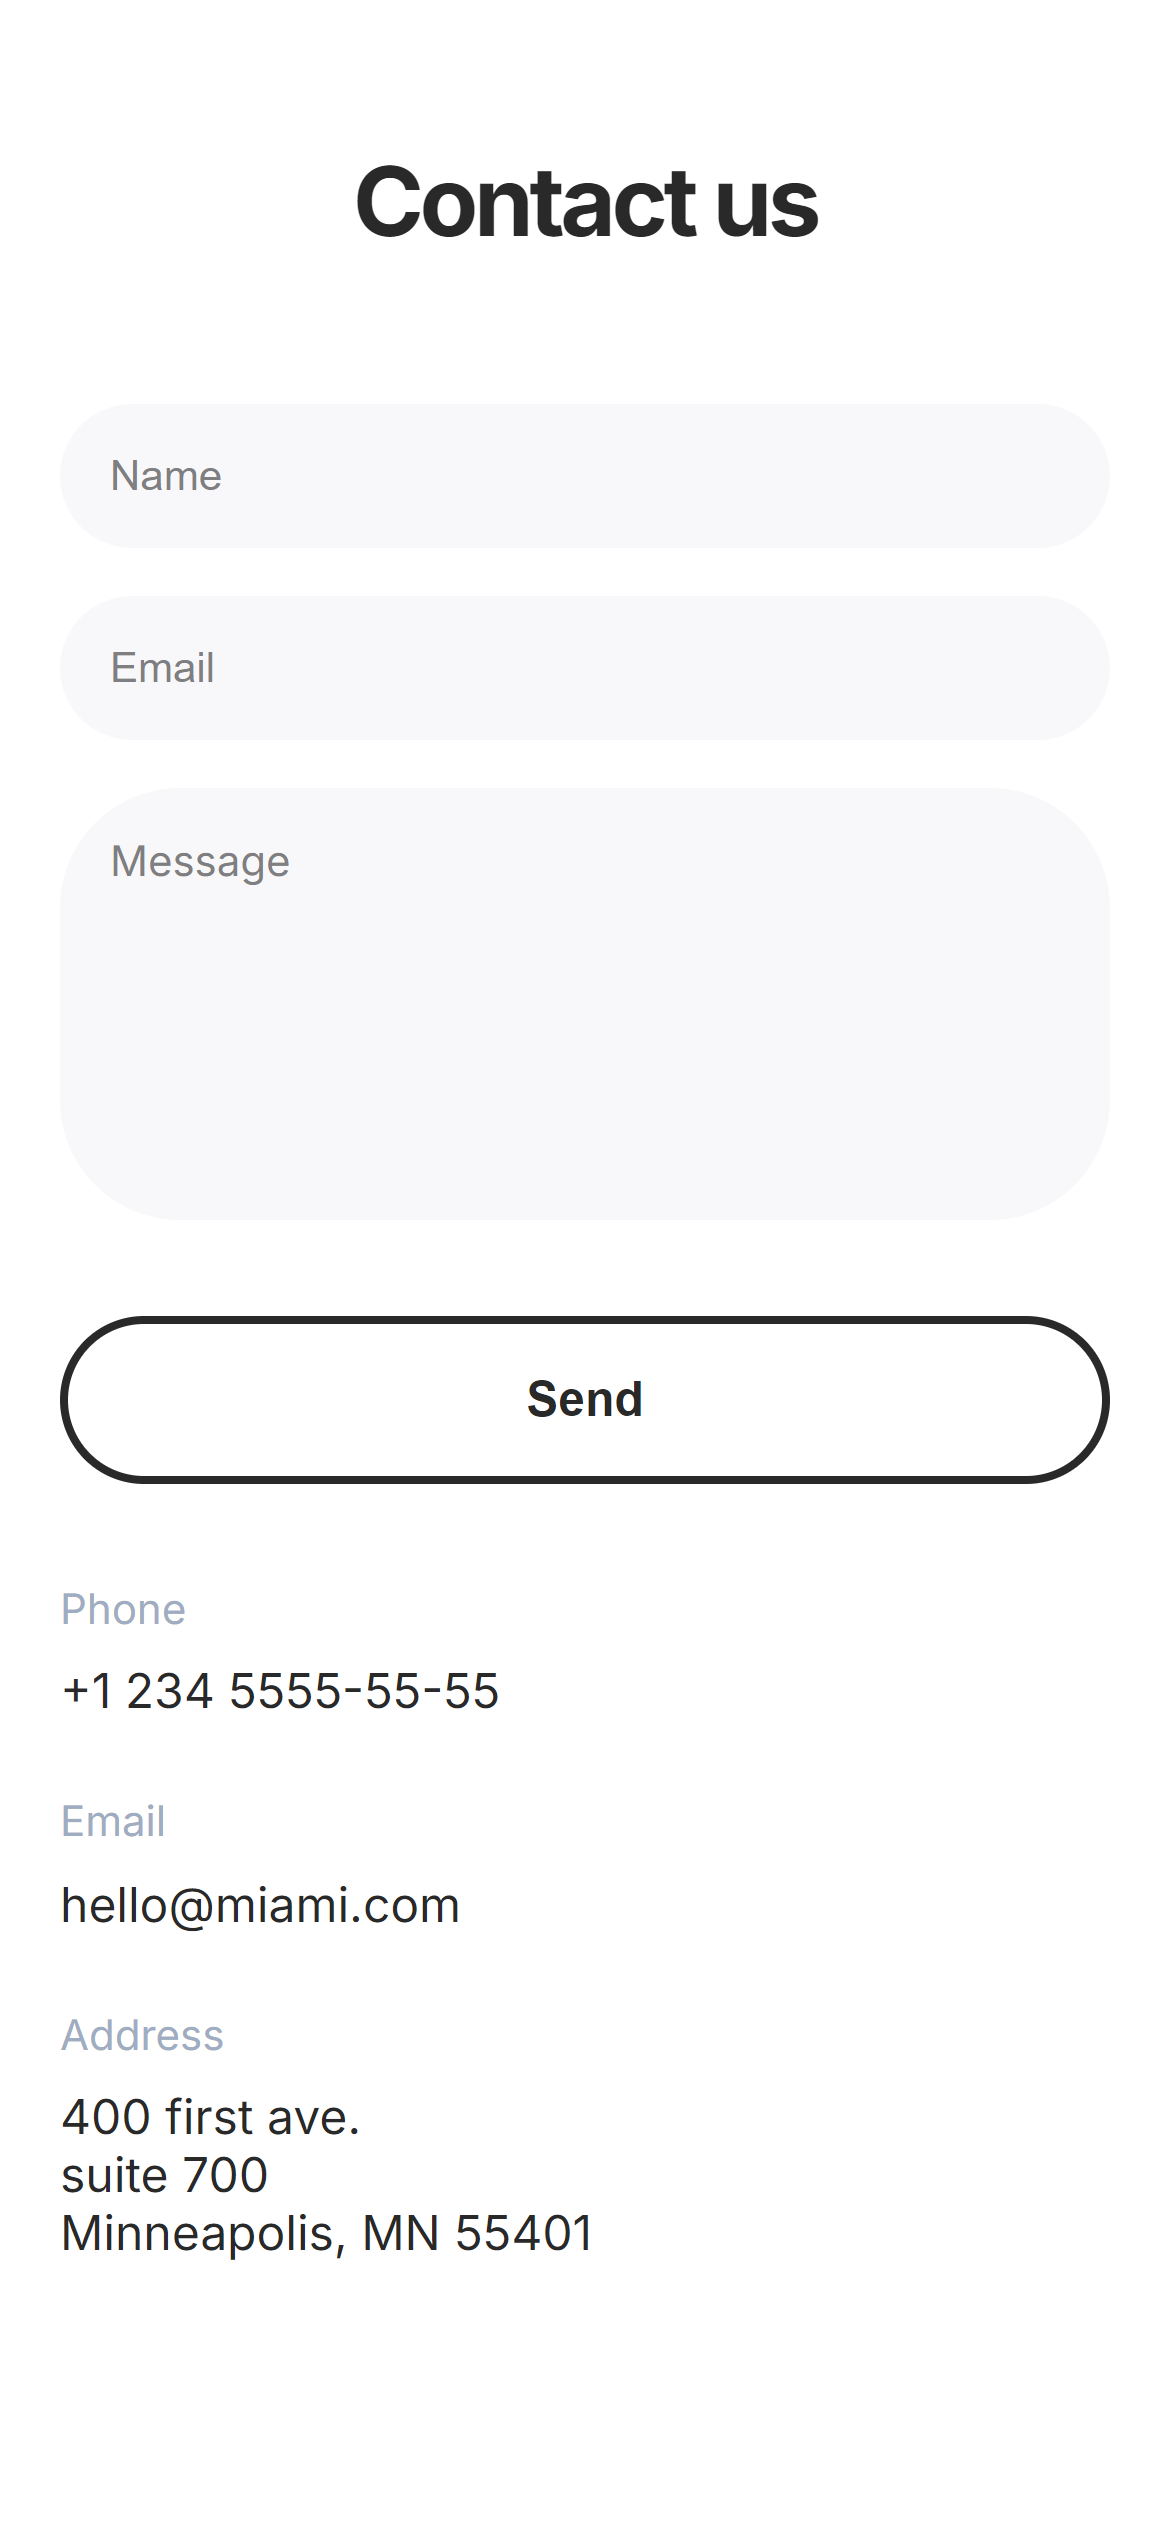 Contact us
Name
Email
Message
Send
Phone
+1 234 5555-55-55
Email
hello@miami.com
Address
400 first ave.
suite 700
Minneapolis, MN 55401